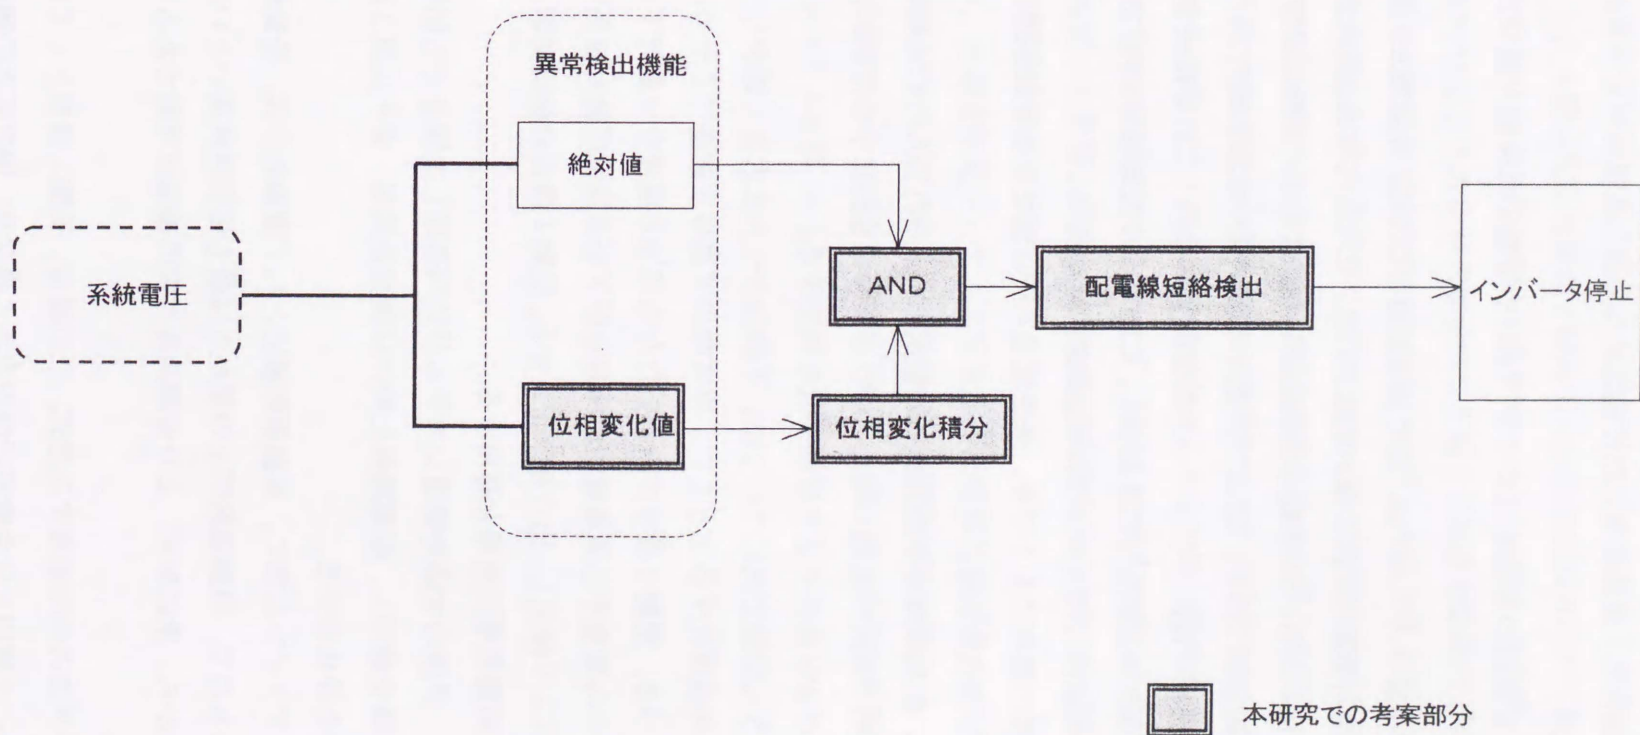 異常検出機能
絶対値
系統電圧
AND
配電線短絡検出
インバータ停止
位相変化値
位相変化積分
本研究での考案部分